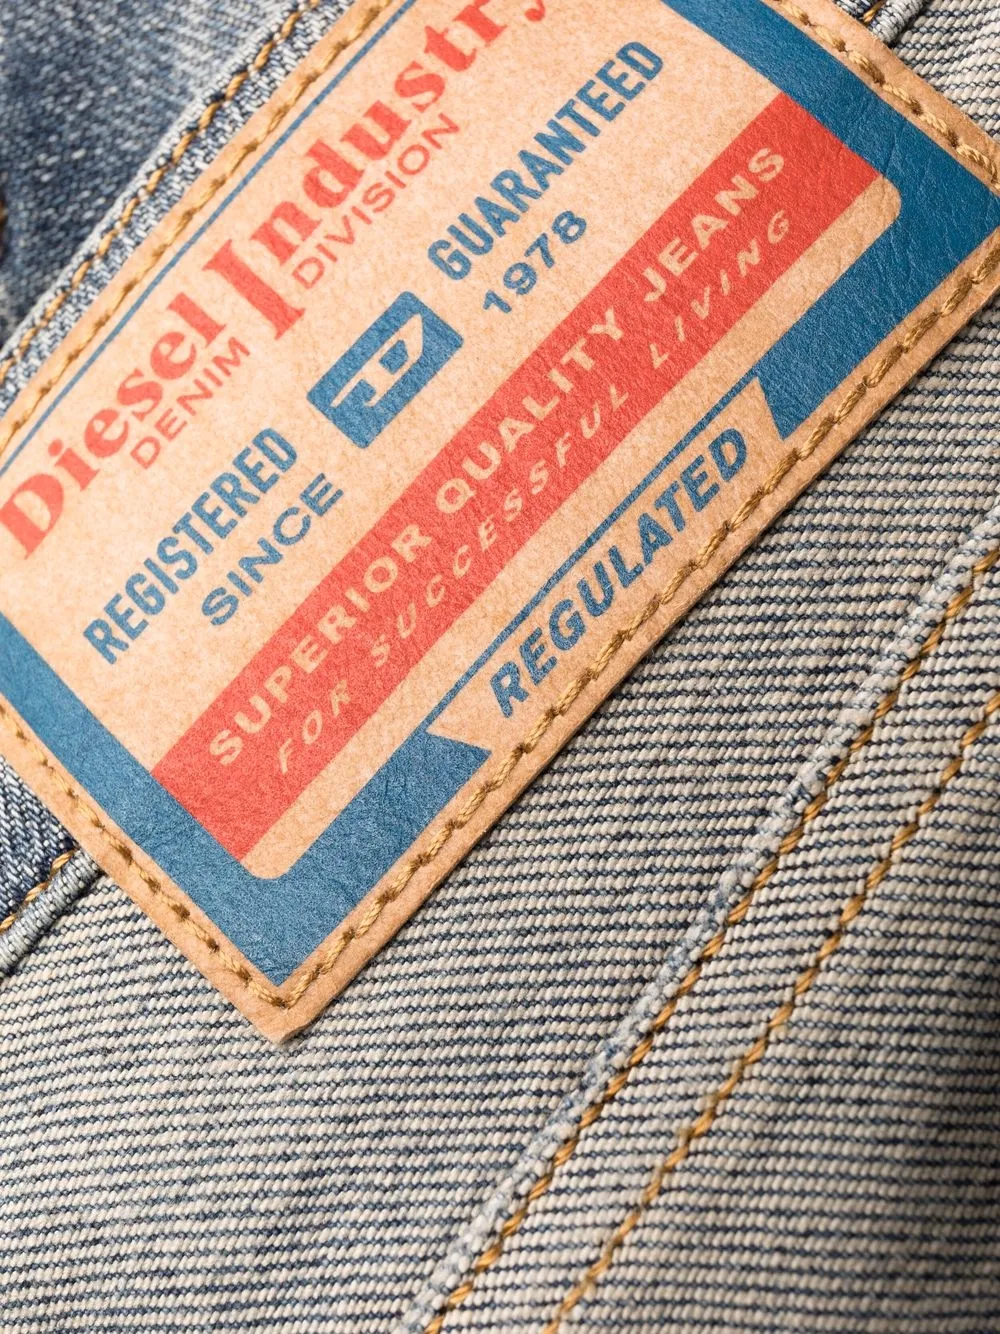 Diesel Industry
DENIM DIVISION
REGISTERED D GUARANTEED
SINCE 1978
SUPERIOR QUALITY JEANS
FOR SUCCESSFUL LIVING
REGULATED